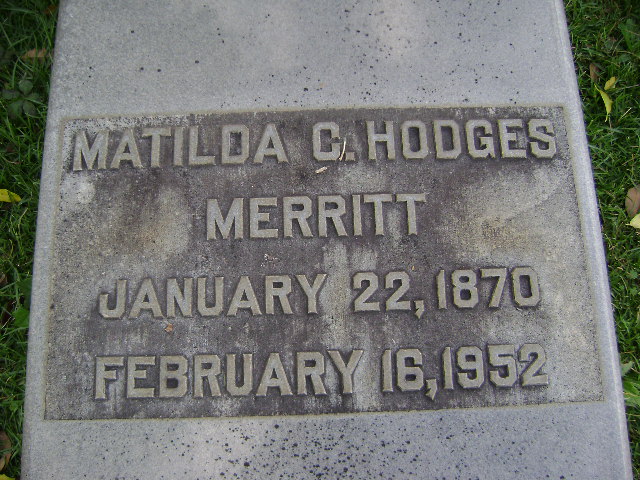 MATILDA C. HODGES
MERRITT
JANUARY 22, 1870
FEBRUARY 16, 1952